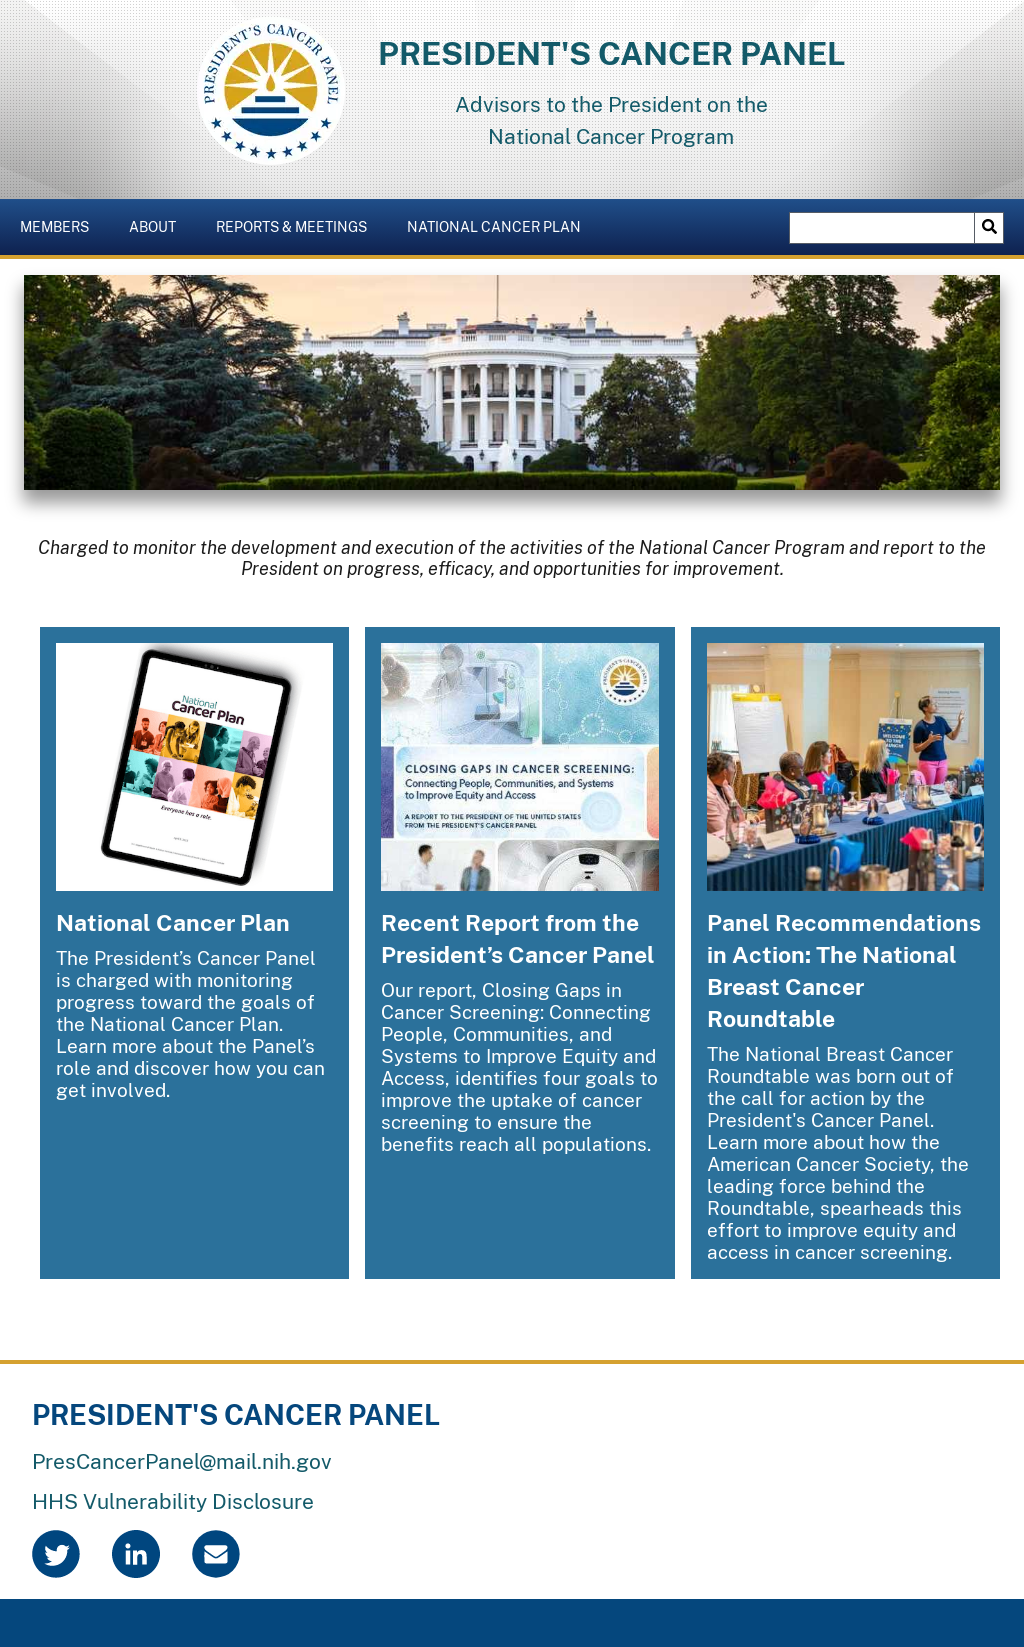 PRESIDENT'S CANCER PANEL
PRESIDENT'S CANCER PANEL
Advisors to the President on the
National Cancer Program
MEMBERS
ABOUT
REPORTS & MEETINGS
NATIONAL CANCER PLAN
Charged to monitor the development and execution of the activities of the National Cancer Program and report to the
President on progress, efficacy, and opportunities for improvement.
National
Cancer Plan
Everyone has a role.
National Cancer Plan
The President’s Cancer Panel
is charged with monitoring
progress toward the goals of
the National Cancer Plan.
Learn more about the Panel’s
role and discover how you can
get involved.
PRESIDENT'S CANCER PANEL
CLOSING GAPS IN CANCER SCREENING:
Connecting People, Communities, and Systems
to Improve Equity and Access
A REPORT TO THE PRESIDENT OF THE UNITED STATES
FROM THE PRESIDENT'S CANCER PANEL
Recent Report from the
President’s Cancer Panel
Our report, Closing Gaps in
Cancer Screening: Connecting
People, Communities, and
Systems to Improve Equity and
Access, identifies four goals to
improve the uptake of cancer
screening to ensure the
benefits reach all populations.
WELCOME
TO THE
LAUNCH!
Panel Recommendations
in Action: The National
Breast Cancer
Roundtable
The National Breast Cancer
Roundtable was born out of
the call for action by the
President's Cancer Panel.
Learn more about how the
American Cancer Society, the
leading force behind the
Roundtable, spearheads this
effort to improve equity and
access in cancer screening.
PRESIDENT'S CANCER PANEL
PresCancerPanel@mail.nih.gov
HHS Vulnerability Disclosure
in